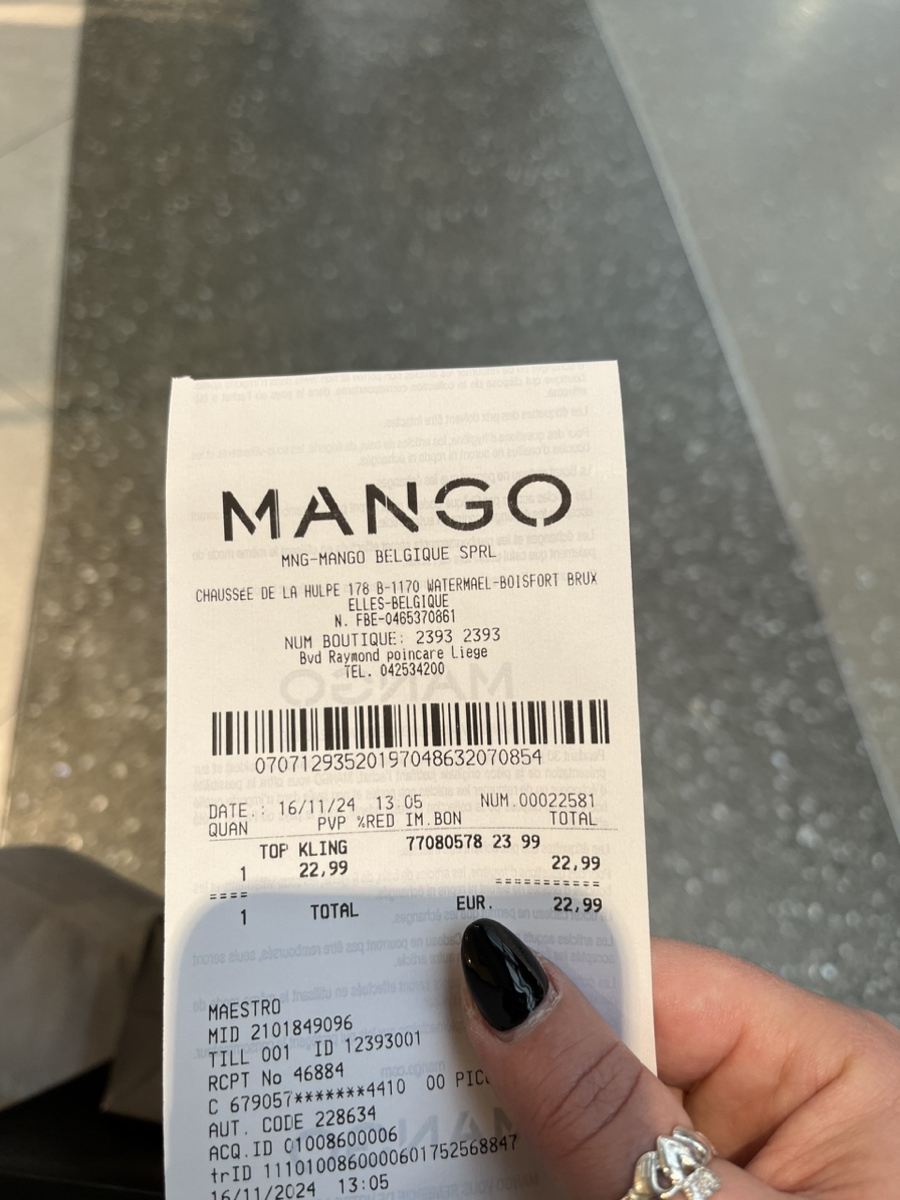 MANGO
MNG-MANGO BELGIQUE SPRL
CHAUSSéE DE LA HULPE 178 B-1170 WATERMAEL-BOISFORT BRUX
ELLES-BELGIQUE
N. FBE-0465370861
NUM BOUTIQUE: 2393 2393
Bvd Raymond poincare Liege
TEL. 042534200
07071293520197048632070854
DATE.: 16/11/24 13:05 NUM.00022581
QUAN PVP %RED IM.BON TOTAL
TOP KLING 77080578 23 99
1 22,99 22,99
==== ===========
1 TOTAL EUR. 22,99
MAESTRO
MID 2101849096
TILL 001 ID 12393001
RCPT No 46884
C 679057*******4410 00
AUT. CODE 228634
ACQ.ID 01008600006
trID 111010086000060175256884​7
16/11/2024 13:05